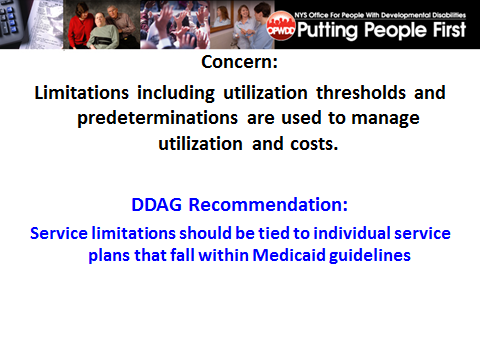 NYS Office For People With Developmental Disabilities
OPWDD
Putting People First
Concern:
Limitations including utilization thresholds and
predeterminations are used to manage
utilization and costs.
DDAG Recommendation:
Service limitations should be tied to individual service
plans that fall within Medicaid guidelines